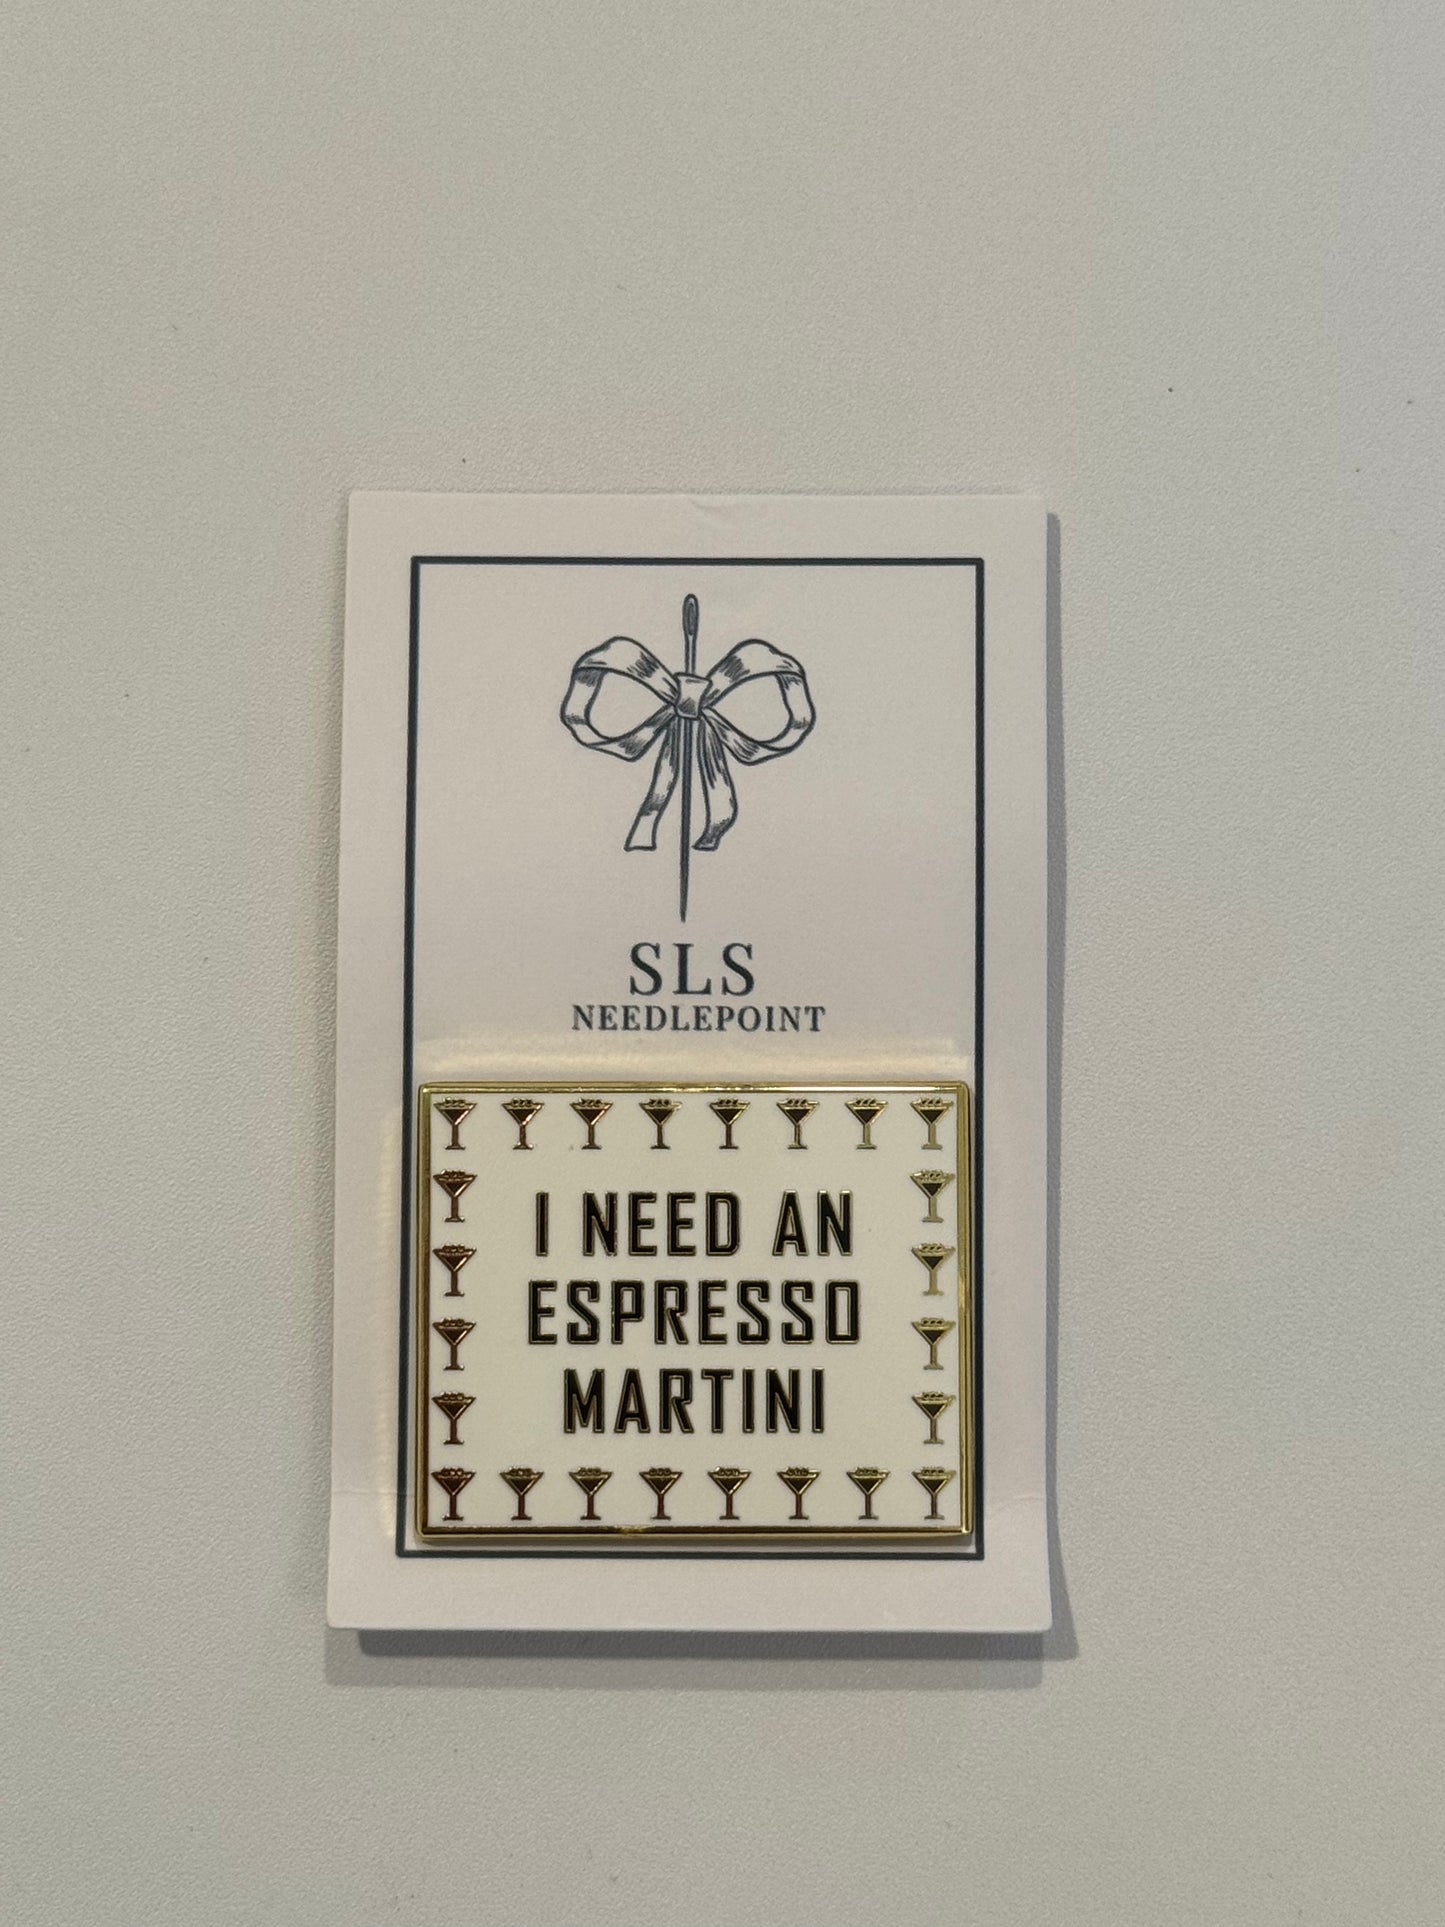 SLS
NEEDLEPOINT
I NEED AN
ESPRESSO
MARTINI